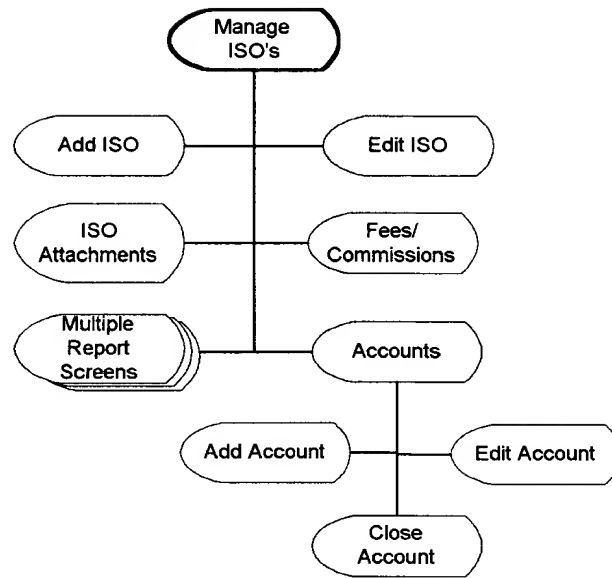 Manage
ISO's
Add ISO
Edit ISO
ISO
Attachments
Fees/
Commissions
Multiple
Report
Screens
Accounts
Add Account
Edit Account
Close
Account